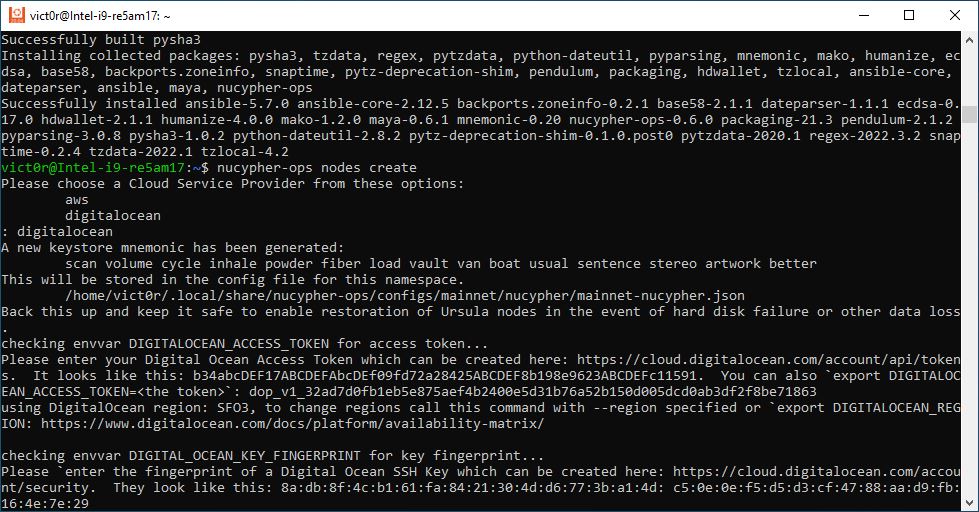 vict0r@Intel-i9-re5am17: ~
Successfully built pysha3
Installing collected packages: pysha3, tzdata, regex, pytzdata, python-dateutil, pyparsing, mnemonic, mako, humanize, ec
dsa, base58, backports.zoneinfo, snaptime, pytz-deprecation-shim, pendulum, packaging, hdwallet, tzlocal, ansible-core,
dateparser, ansible, maya, nucypher-ops
Successfully installed ansible-5.7.0 ansible-core-2.12.5 backports.zoneinfo-0.2.1 base58-2.1.1 dateparser-1.1.1 ecdsa-0.
17.0 hdwallet-2.1.1 humanize-4.0.0 mako-1.2.0 maya-0.6.1 mnemonic-0.20 nucypher-ops-0.6.0 packaging-21.3 pendulum-2.1.2
pyparsing-3.0.8 pysha3-1.0.2 python-dateutil-2.8.2 pytz-deprecation-shim-0.1.0.post0 pytzdata-2020.1 regex-2022.3.2 snap
time-0.2.4 tzdata-2022.1 tzlocal-4.2
vict0r@Intel-i9-re5am17:~$ nucypher-ops nodes create
Please choose a Cloud Service Provider from these options:
aws
digitalocean
: digitalocean
A new keystore mnemonic has been generated:
scan volume cycle inhale powder fiber load vault van boat usual sentence stereo artwork better
This will be stored in the config file for this namespace.
/home/vict0r/.local/share/nucypher-ops/configs/mainnet/nucypher/mainnet-nucypher.json
Back this up and keep it safe to enable restoration of Ursula nodes in the event of hard disk failure or other data loss
.
checking envvar DIGITALOCEAN_ACCESS_TOKEN for access token...
Please enter your Digital Ocean Access Token which can be created here: https://cloud.digitalocean.com/account/api/token
s.  It looks like this: b34abcDEF17ABCDEFAbcDEf09fd72a28425ABCDEF8b198e9623ABCDEFc11591.  You can also `export DIGITALOC
EAN_ACCESS_TOKEN=<the token>`: dop_v1_32ad7d0fb1eb5e875aef4b2400e5d31b76a52b150d005dcd0ab3df2f8be71863
using DigitalOcean region: SFO3, to change regions call this command with --region specified or `export DIGITALOCEAN_REG
ION: https://www.digitalocean.com/docs/platform/availability-matrix/
checking envvar DIGITAL_OCEAN_KEY_FINGERPRINT for key fingerprint...
Please `enter the fingerprint of a Digital Ocean SSH Key which can be created here: https://cloud.digitalocean.com/accou
nt/security.  They look like this: 8a:db:8f:4c:b1:61:fa:84:21:30:4d:d6:77:3b:a1:4d: c5:0e:0e:f5:d5:d3:cf:47:88:aa:d9:fb:
16:4e:7e:29